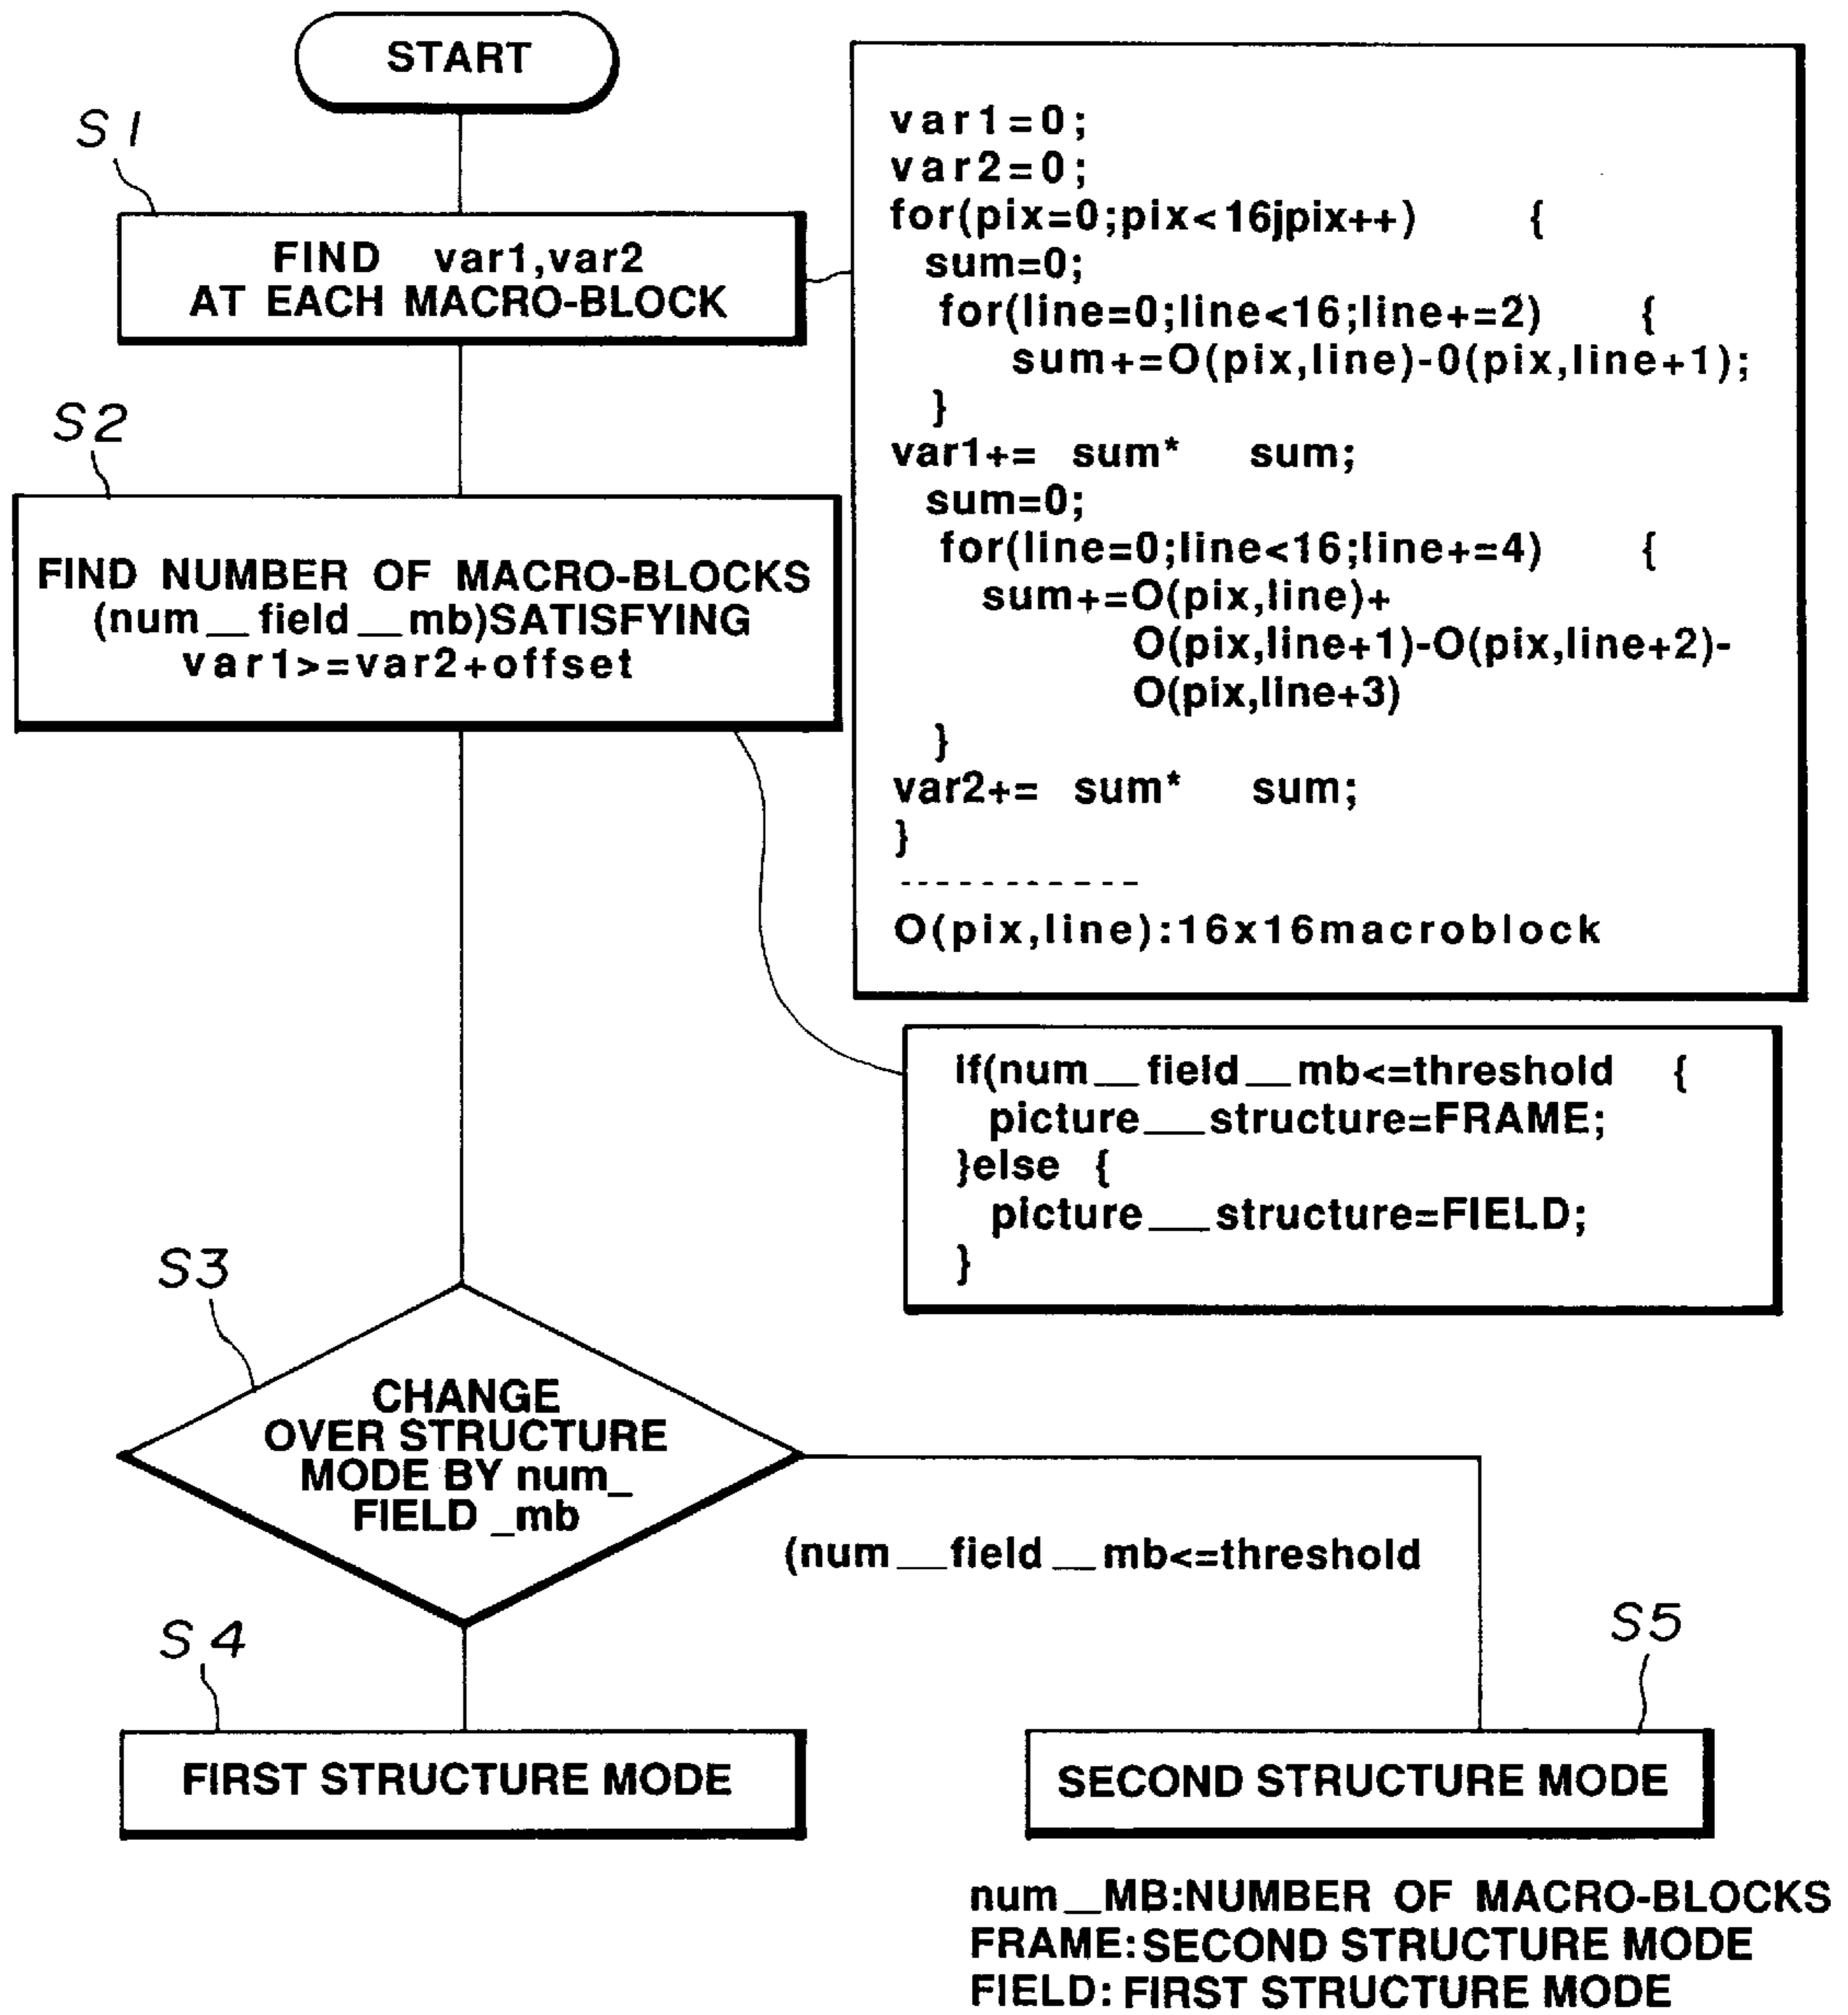 START
S1
FIND var1,var2
AT EACH MACRO-BLOCK
var1=0;
var2=0;
for(pix=0;pix<16jpix++) {
sum=0;
for(line=0;line<16;line+=2) {
sum+=O(pix,line)-0(pix,line+1);
}
var1+= sum* sum;
sum=0;
for(line=0;line<16;line+=4) {
sum+=O(pix,line)+
O(pix,line+1)-O(pix,line+2)-
O(pix,line+3)
}
var2+= sum* sum;
}
-----------
O(pix,line):16x16macroblock
S2
FIND NUMBER OF MACRO-BLOCKS
(num__field__mb)SATISFYING
var1>=var2+offset
if(num__field__mb<=threshold {
picture__structure=FRAME;
}else {
picture__structure=FIELD;
}
S3
CHANGE
OVER STRUCTURE
MODE BY num_
FIELD _mb
(num__field__mb<=threshold
S4
FIRST STRUCTURE MODE
S5
SECOND STRUCTURE MODE
num_MB:NUMBER OF MACRO-BLOCKS
FRAME:SECOND STRUCTURE MODE
FIELD: FIRST STRUCTURE MODE